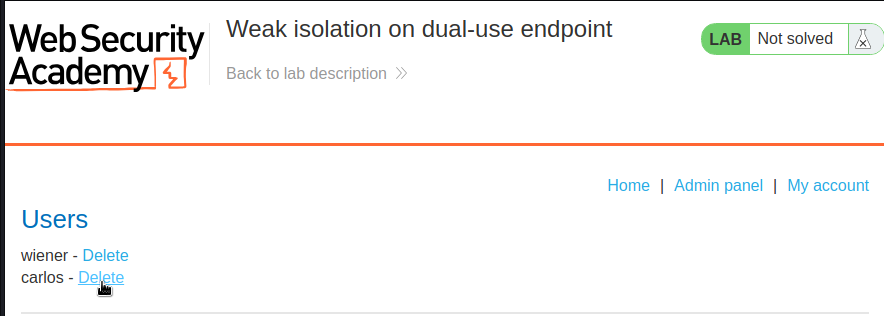 Web Security
Academy
Weak isolation on dual-use endpoint
Back to lab description
LAB Not solved
Home | Admin panel | My account
Users
wiener - Delete
carlos - Delete